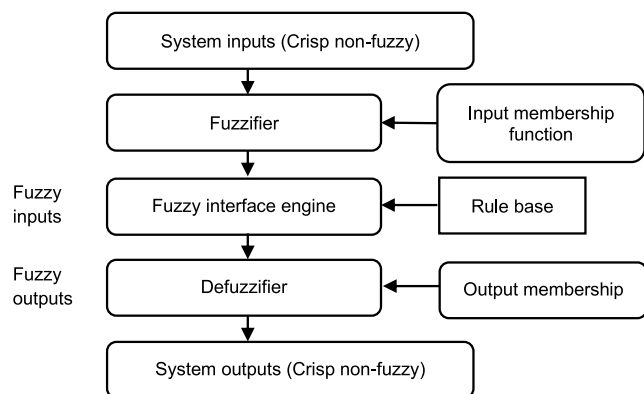 System inputs (Crisp non-fuzzy)
Fuzzifier
Input membership
function
Fuzzy
inputs
Fuzzy interface engine
Rule base
Fuzzy
outputs
Defuzzifier
Output membership
System outputs (Crisp non-fuzzy)